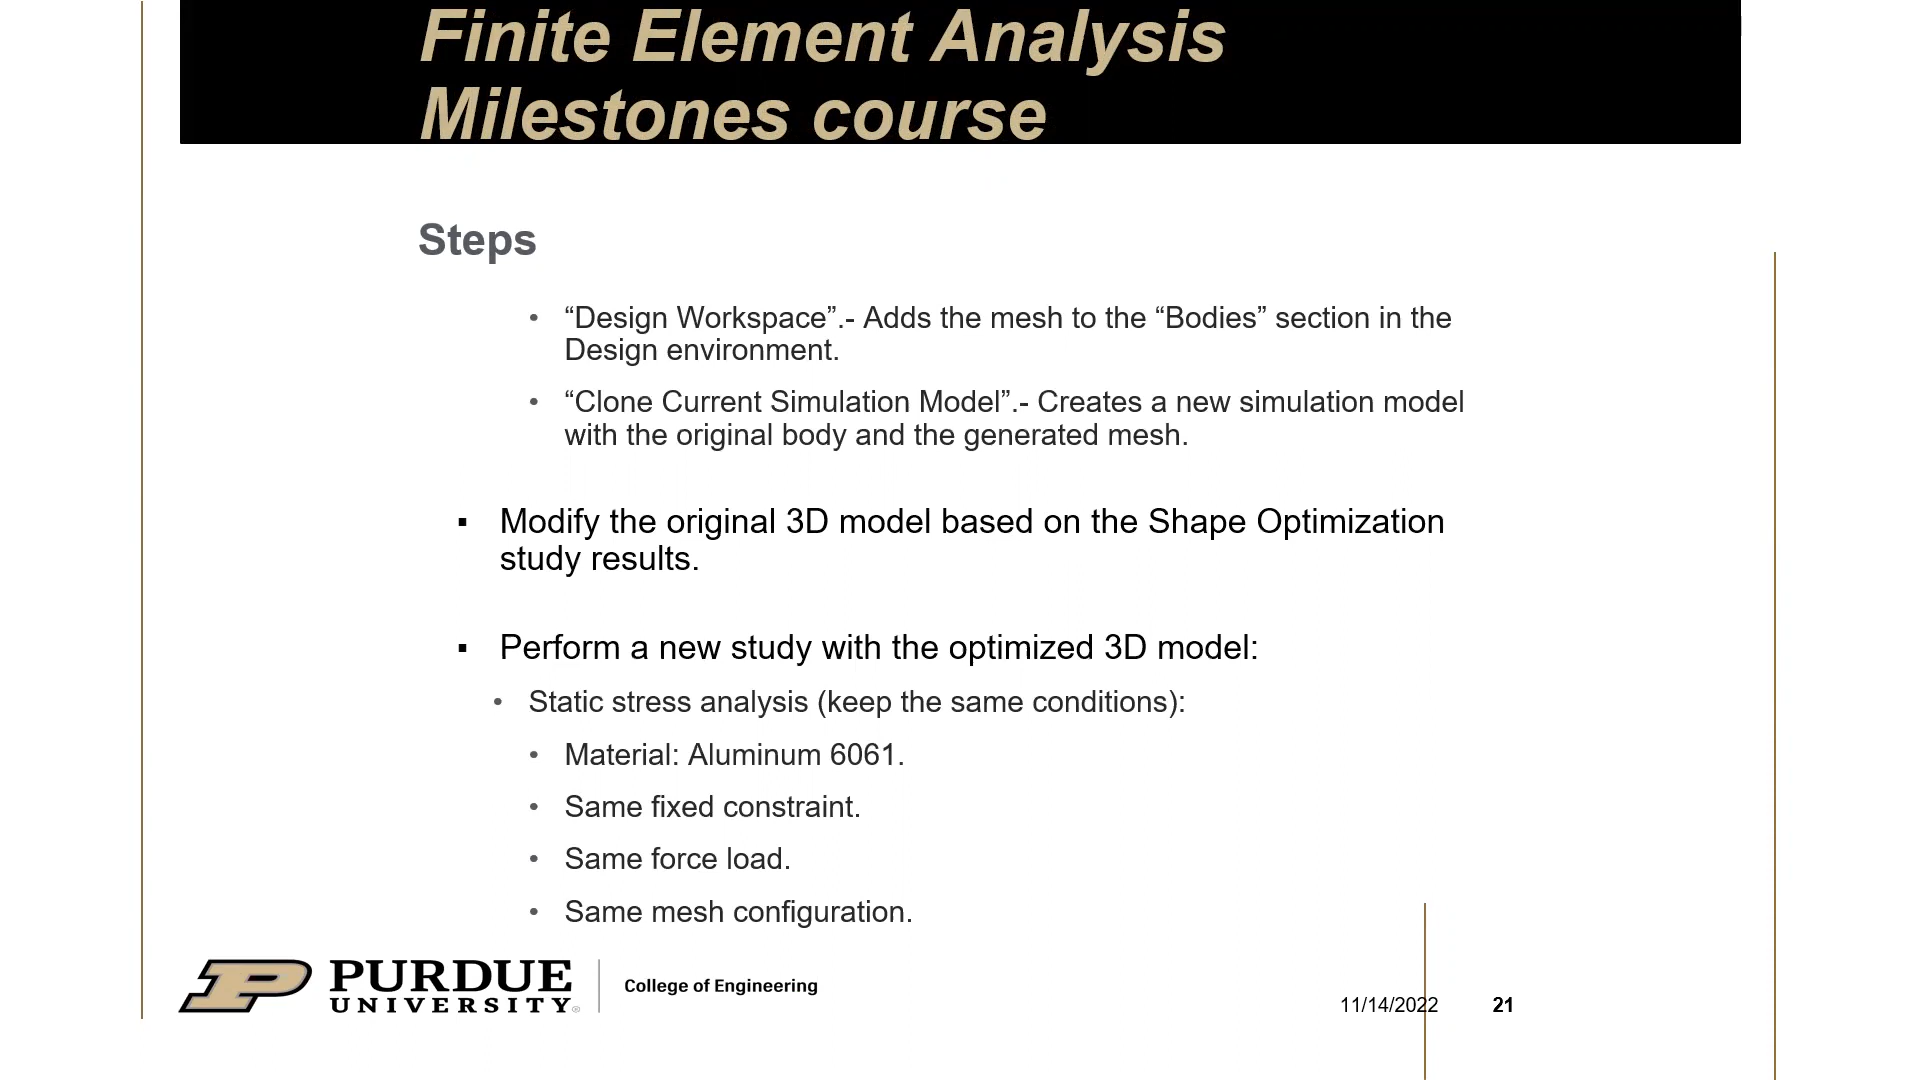 Finite Element Analysis
Milestones course
Steps
• “Design Workspace”.- Adds the mesh to the “Bodies” section in the
Design environment.
• “Clone Current Simulation Model”.- Creates a new simulation model
with the original body and the generated mesh.
▪ Modify the original 3D model based on the Shape Optimization
study results.
▪ Perform a new study with the optimized 3D model:
• Static stress analysis (keep the same conditions):
• Material: Aluminum 6061.
• Same fixed constraint.
• Same force load.
• Same mesh configuration.
PURDUE
UNIVERSITY®
College of Engineering
11/14/2022
21